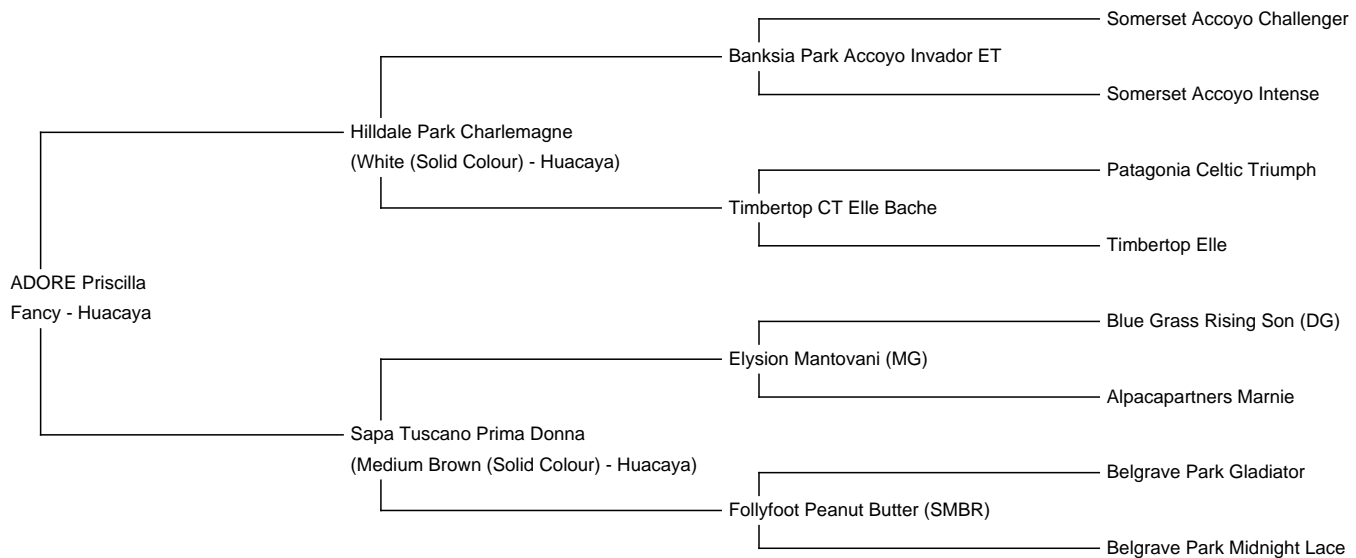 Somerset Accoyo Challenger
Banksia Park Accoyo Invador ET
Somerset Accoyo Intense
Hilldale Park Charlemagne
(White (Solid Colour) - Huacaya)
Patagonia Celtic Triumph
Timbertop CT Elle Bache
Timbertop Elle
ADORE Priscilla
Fancy - Huacaya
Blue Grass Rising Son (DG)
Elysion Mantovani (MG)
Alpacapartners Marnie
Sapa Tuscano Prima Donna
(Medium Brown (Solid Colour) - Huacaya)
Belgrave Park Gladiator
Follyfoot Peanut Butter (SMBR)
Belgrave Park Midnight Lace